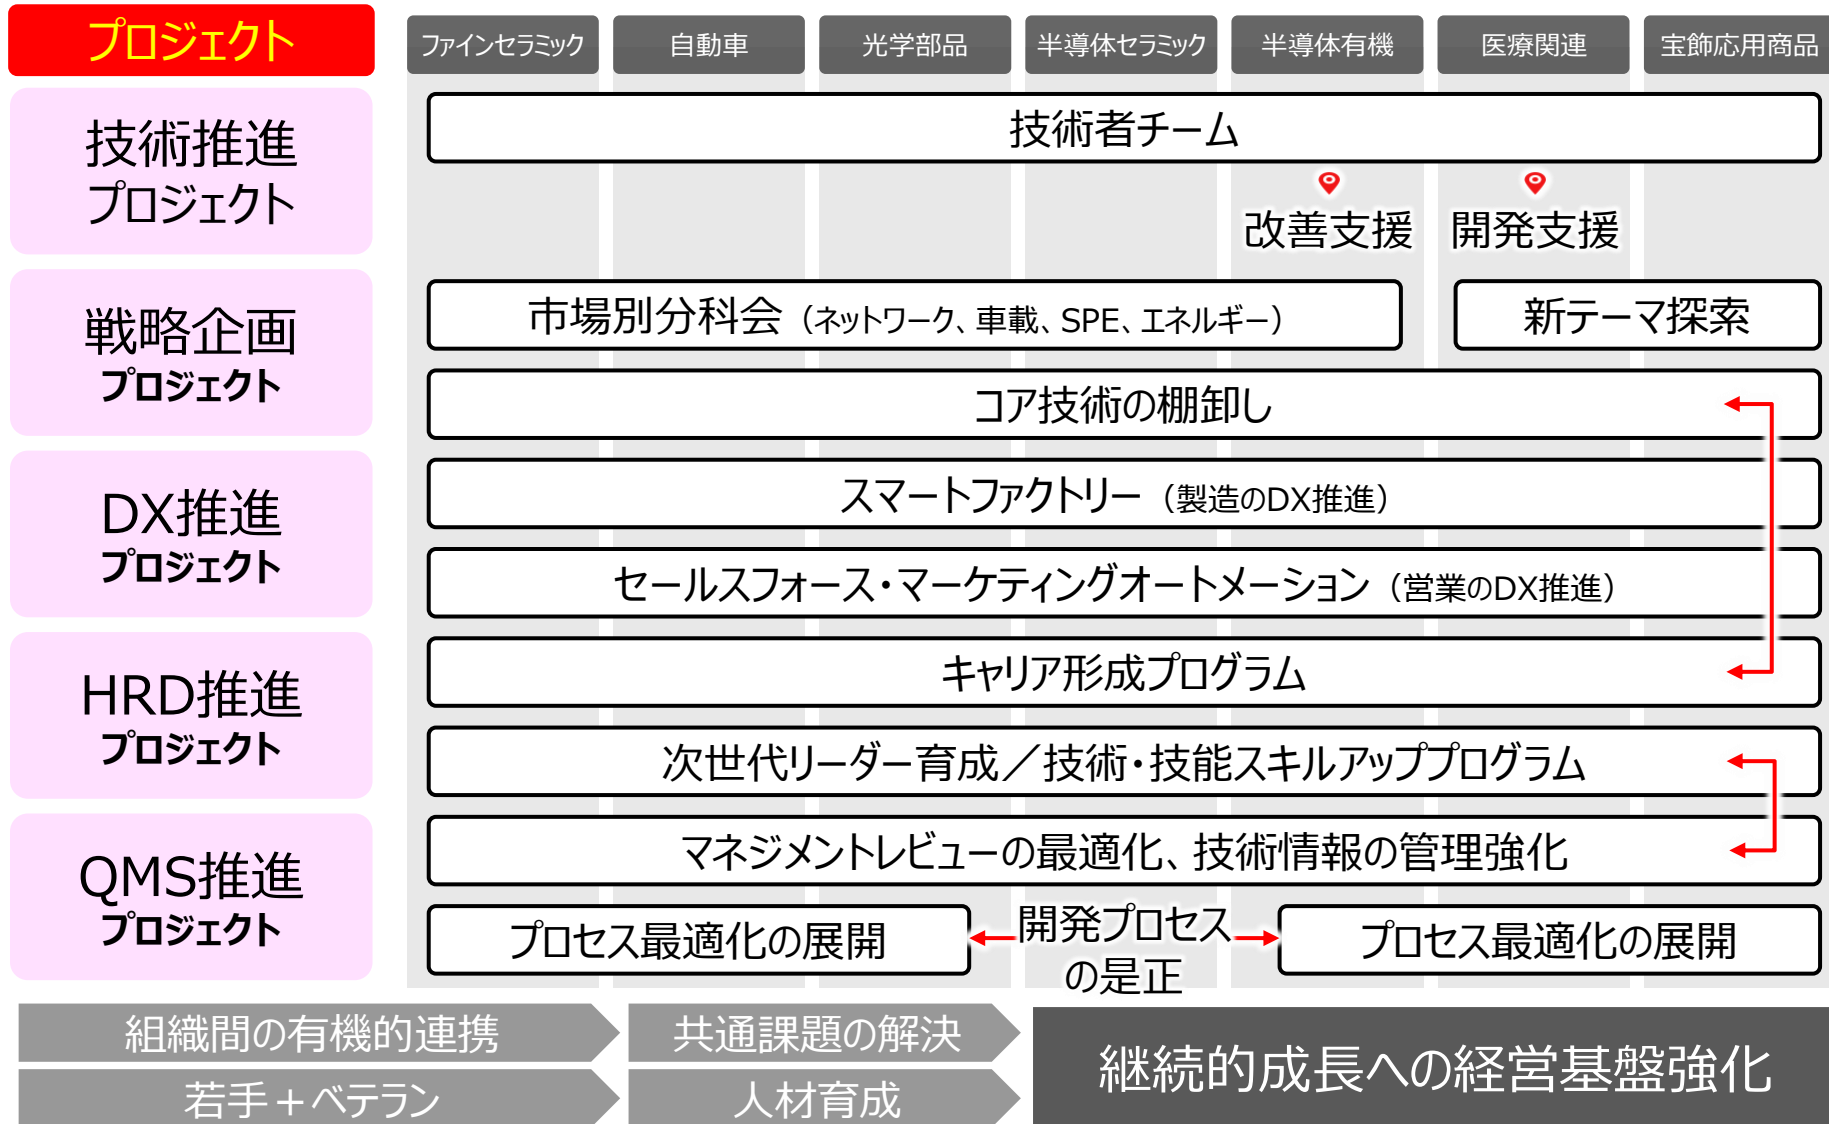 プロジェクト
ファインセラミック
自動車
光学部品
半導体セラミック
半導体有機
医療関連
宝飾応用商品
技術推進
プロジェクト
技術者チーム
改善支援
開発支援
戦略企画
プロジェクト
市場別分科会（ネットワーク、車載、SPE、エネルギー）
新テーマ探索
コア技術の棚卸し
DX推進
プロジェクト
スマートファクトリー（製造のDX推進）
セールスフォース・マーケティングオートメーション（営業のDX推進）
HRD推進
プロジェクト
キャリア形成プログラム
次世代リーダー育成／技術・技能スキルアッププログラム
QMS推進
プロジェクト
マネジメントレビューの最適化、技術情報の管理強化
プロセス最適化の展開
開発プロセス
の是正
プロセス最適化の展開
組織間の有機的連携
共通課題の解決
若手＋ベテラン
人材育成
継続的成長への経営基盤強化